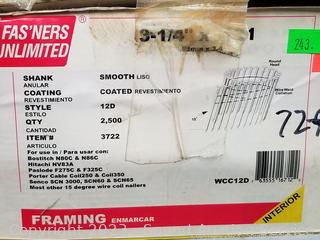 FAS'NERS
UNLIMITED
3-1/4" x
243.
SHANK SMOOTH LISO
ANULAR
COATING COATED REVESTIMIENTO
REVESTIMIENTO
STYLE 12D
ESTILO
QTY 2,500
CANTIDAD
ITEM# 3722
ARTICULO
For use in / Para usar con:
Bostitch N80C & N86C
Hitachi NV83A
Paslode F275C & F325C
Porter Cable Coil250 & Coil350
Senco SCN 3000, SCN60 & SCN65
Most other 15 degree wire coil nailers
Round
Head
Wire Weld
Collation
15°
WCC12D
FRAMING ENMARCAR
INTERIOR